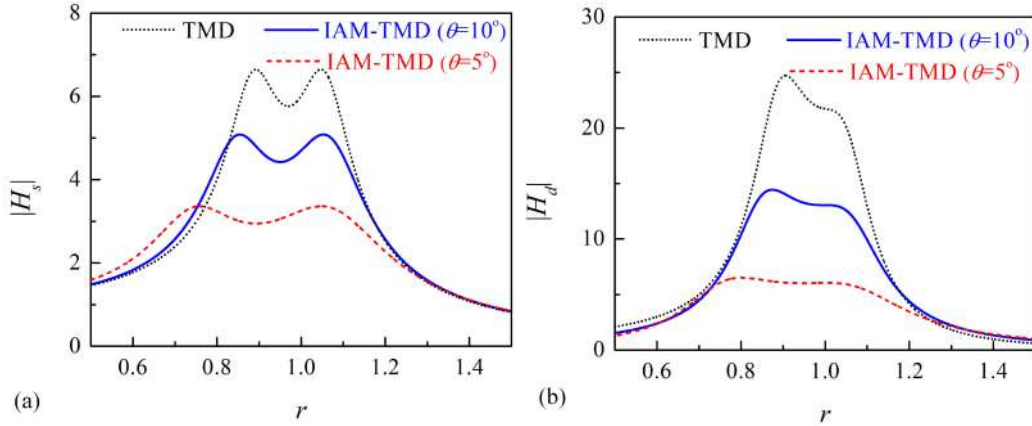 TMD
IAM-TMD (θ=10°)
IAM-TMD (θ=5°)
|Hₛ|
8
6
4
2
0
0.6
0.8
1.0
1.2
1.4
r
(a)
TMD
IAM-TMD (θ=10°)
IAM-TMD (θ=5°)
|H_d|
30
20
10
0
0.6
0.8
1.0
1.2
1.4
r
(b)